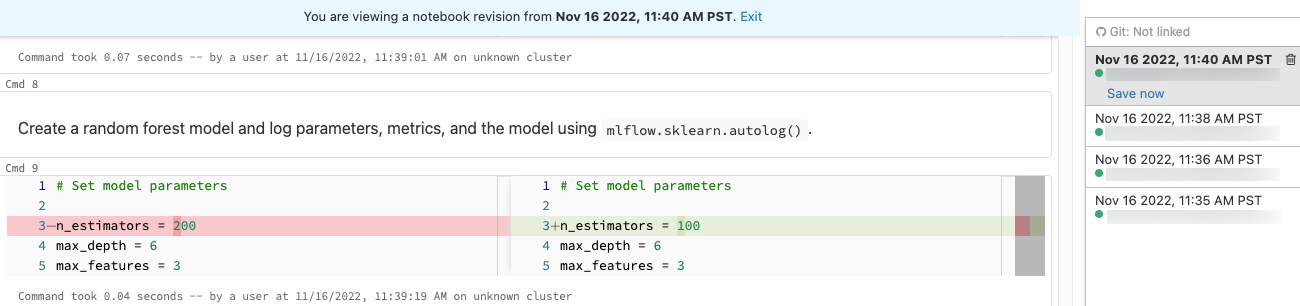 You are viewing a notebook revision from Nov 16 2022, 11:40 AM PST. Exit
Command took 0.07 seconds -- by a user at 11/16/2022, 11:39:01 AM on unknown cluster
Cmd 8
Create a random forest model and log parameters, metrics, and the model using mlflow.sklearn.autolog().
Cmd 9
1 # Set model parameters
2
3—n_estimators = 200
4 max_depth = 6
5 max_features = 3
1 # Set model parameters
2
3+n_estimators = 100
4 max_depth = 6
5 max_features = 3
Command took 0.04 seconds -- by a user at 11/16/2022, 11:39:19 AM on unknown cluster
Git: Not linked
Nov 16 2022, 11:40 AM PST
Save now
Nov 16 2022, 11:38 AM PST
Nov 16 2022, 11:36 AM PST
Nov 16 2022, 11:35 AM PST